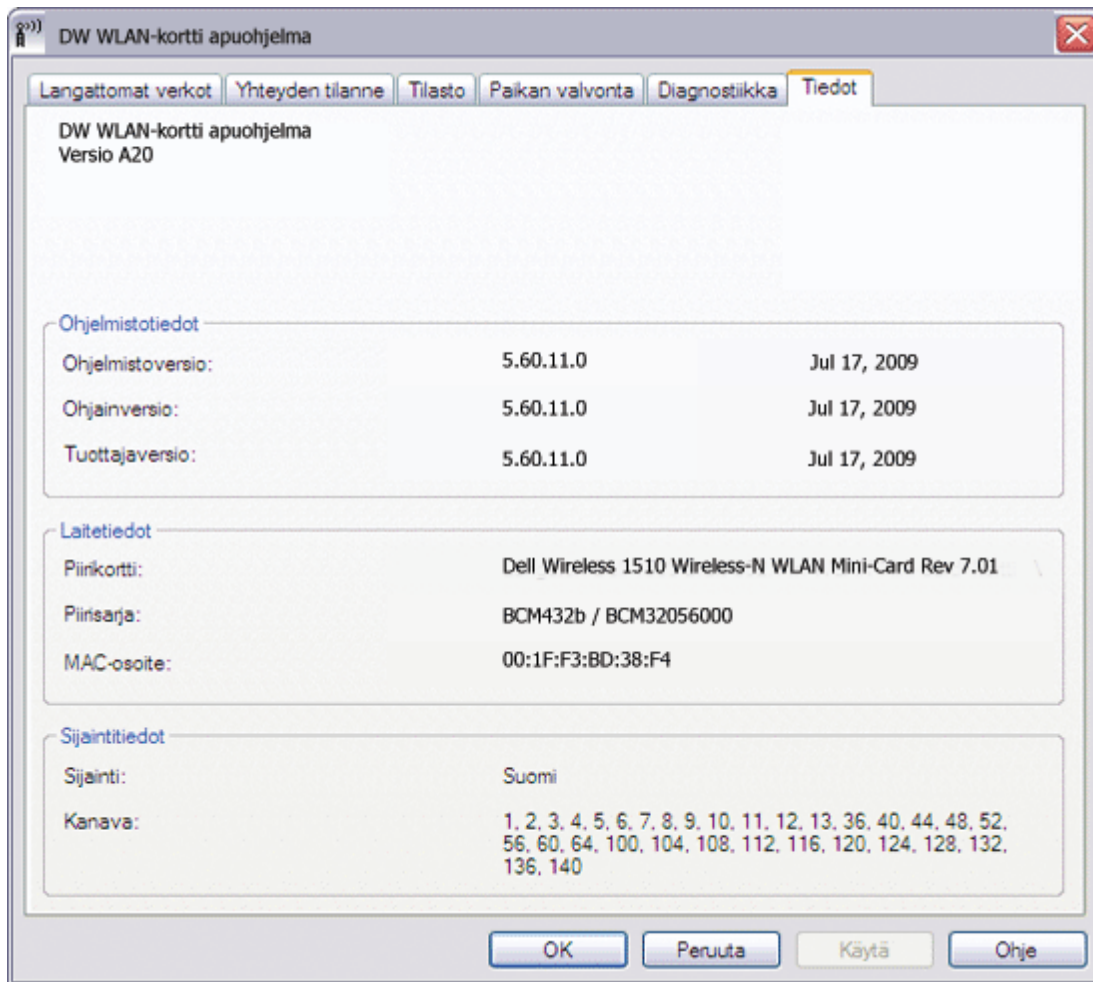 DW WLAN-kortti apuohjelma
Langattomat verkot Yhteyden tilanne Tilasto Paikan valvonta Diagnostiikka Tiedot
DW WLAN-kortti apuohjelma
Versio A20
Ohjelmistotiedot
Ohjelmistoversio: 5.60.11.0 Jul 17, 2009
Ohjainversio: 5.60.11.0 Jul 17, 2009
Tuottajaversio: 5.60.11.0 Jul 17, 2009
Laitetiedot
Piirikortti: Dell Wireless 1510 Wireless-N WLAN Mini-Card Rev 7.01
Piirisarja: BCM432b / BCM32056000
MAC-osoite: 00:1F:F3:BD:38:F4
Sijaintitiedot
Sijainti: Suomi
Kanava: 1, 2, 3, 4, 5, 6, 7, 8, 9, 10, 11, 12, 13, 36, 40, 44, 48, 52,
56, 60, 64, 100, 104, 108, 112, 116, 120, 124, 128, 132,
136, 140
OK Peruuta Käytä Ohje